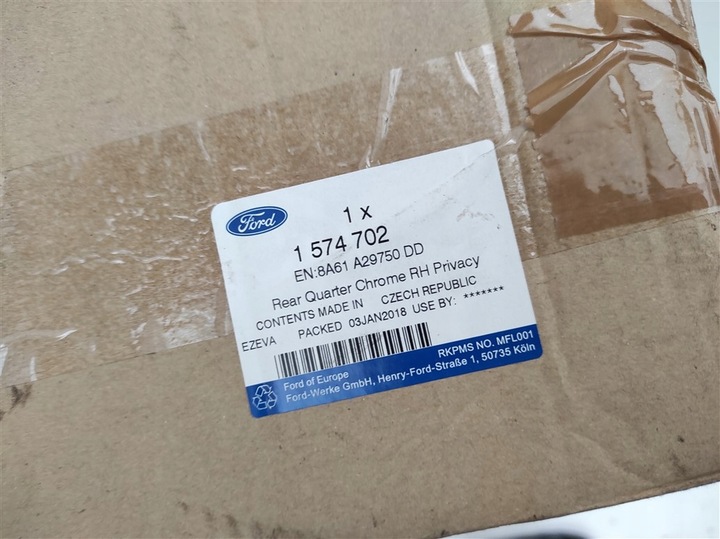 Ford
1 x
1 574 702
EN:8A61 A29750 DD
Rear Quarter Chrome RH Privacy
CONTENTS MADE IN CZECH REPUBLIC
EZEVA PACKED 03JAN2018 USE BY: *******
RKPMS NO. MFL001
Ford of Europe
Ford-Werke GmbH, Henry-Ford-Straße 1, 50735 Köln